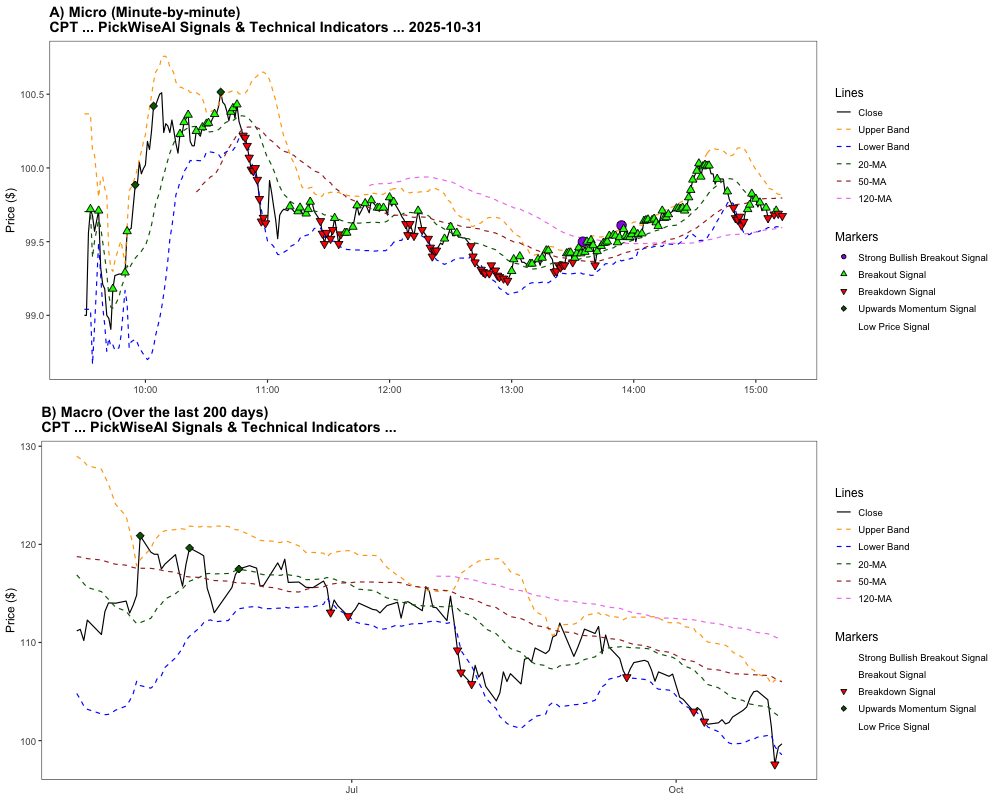 A) Micro (Minute-by-minute)
CPT ... PickWiseAI Signals & Technical Indicators ... 2025-10-31
Price ($)
100.5
100.0
99.5
99.0
10:00
11:00
12:00
13:00
14:00
15:00
Lines
Close
Upper Band
Lower Band
20-MA
50-MA
120-MA
Markers
Strong Bullish Breakout Signal
Breakout Signal
Breakdown Signal
Upwards Momentum Signal
Low Price Signal
B) Macro (Over the last 200 days)
CPT ... PickWiseAI Signals & Technical Indicators ...
Price ($)
130
120
110
100
Jul
Oct
Lines
Close
Upper Band
Lower Band
20-MA
50-MA
120-MA
Markers
Strong Bullish Breakout Signal
Breakout Signal
Breakdown Signal
Upwards Momentum Signal
Low Price Signal